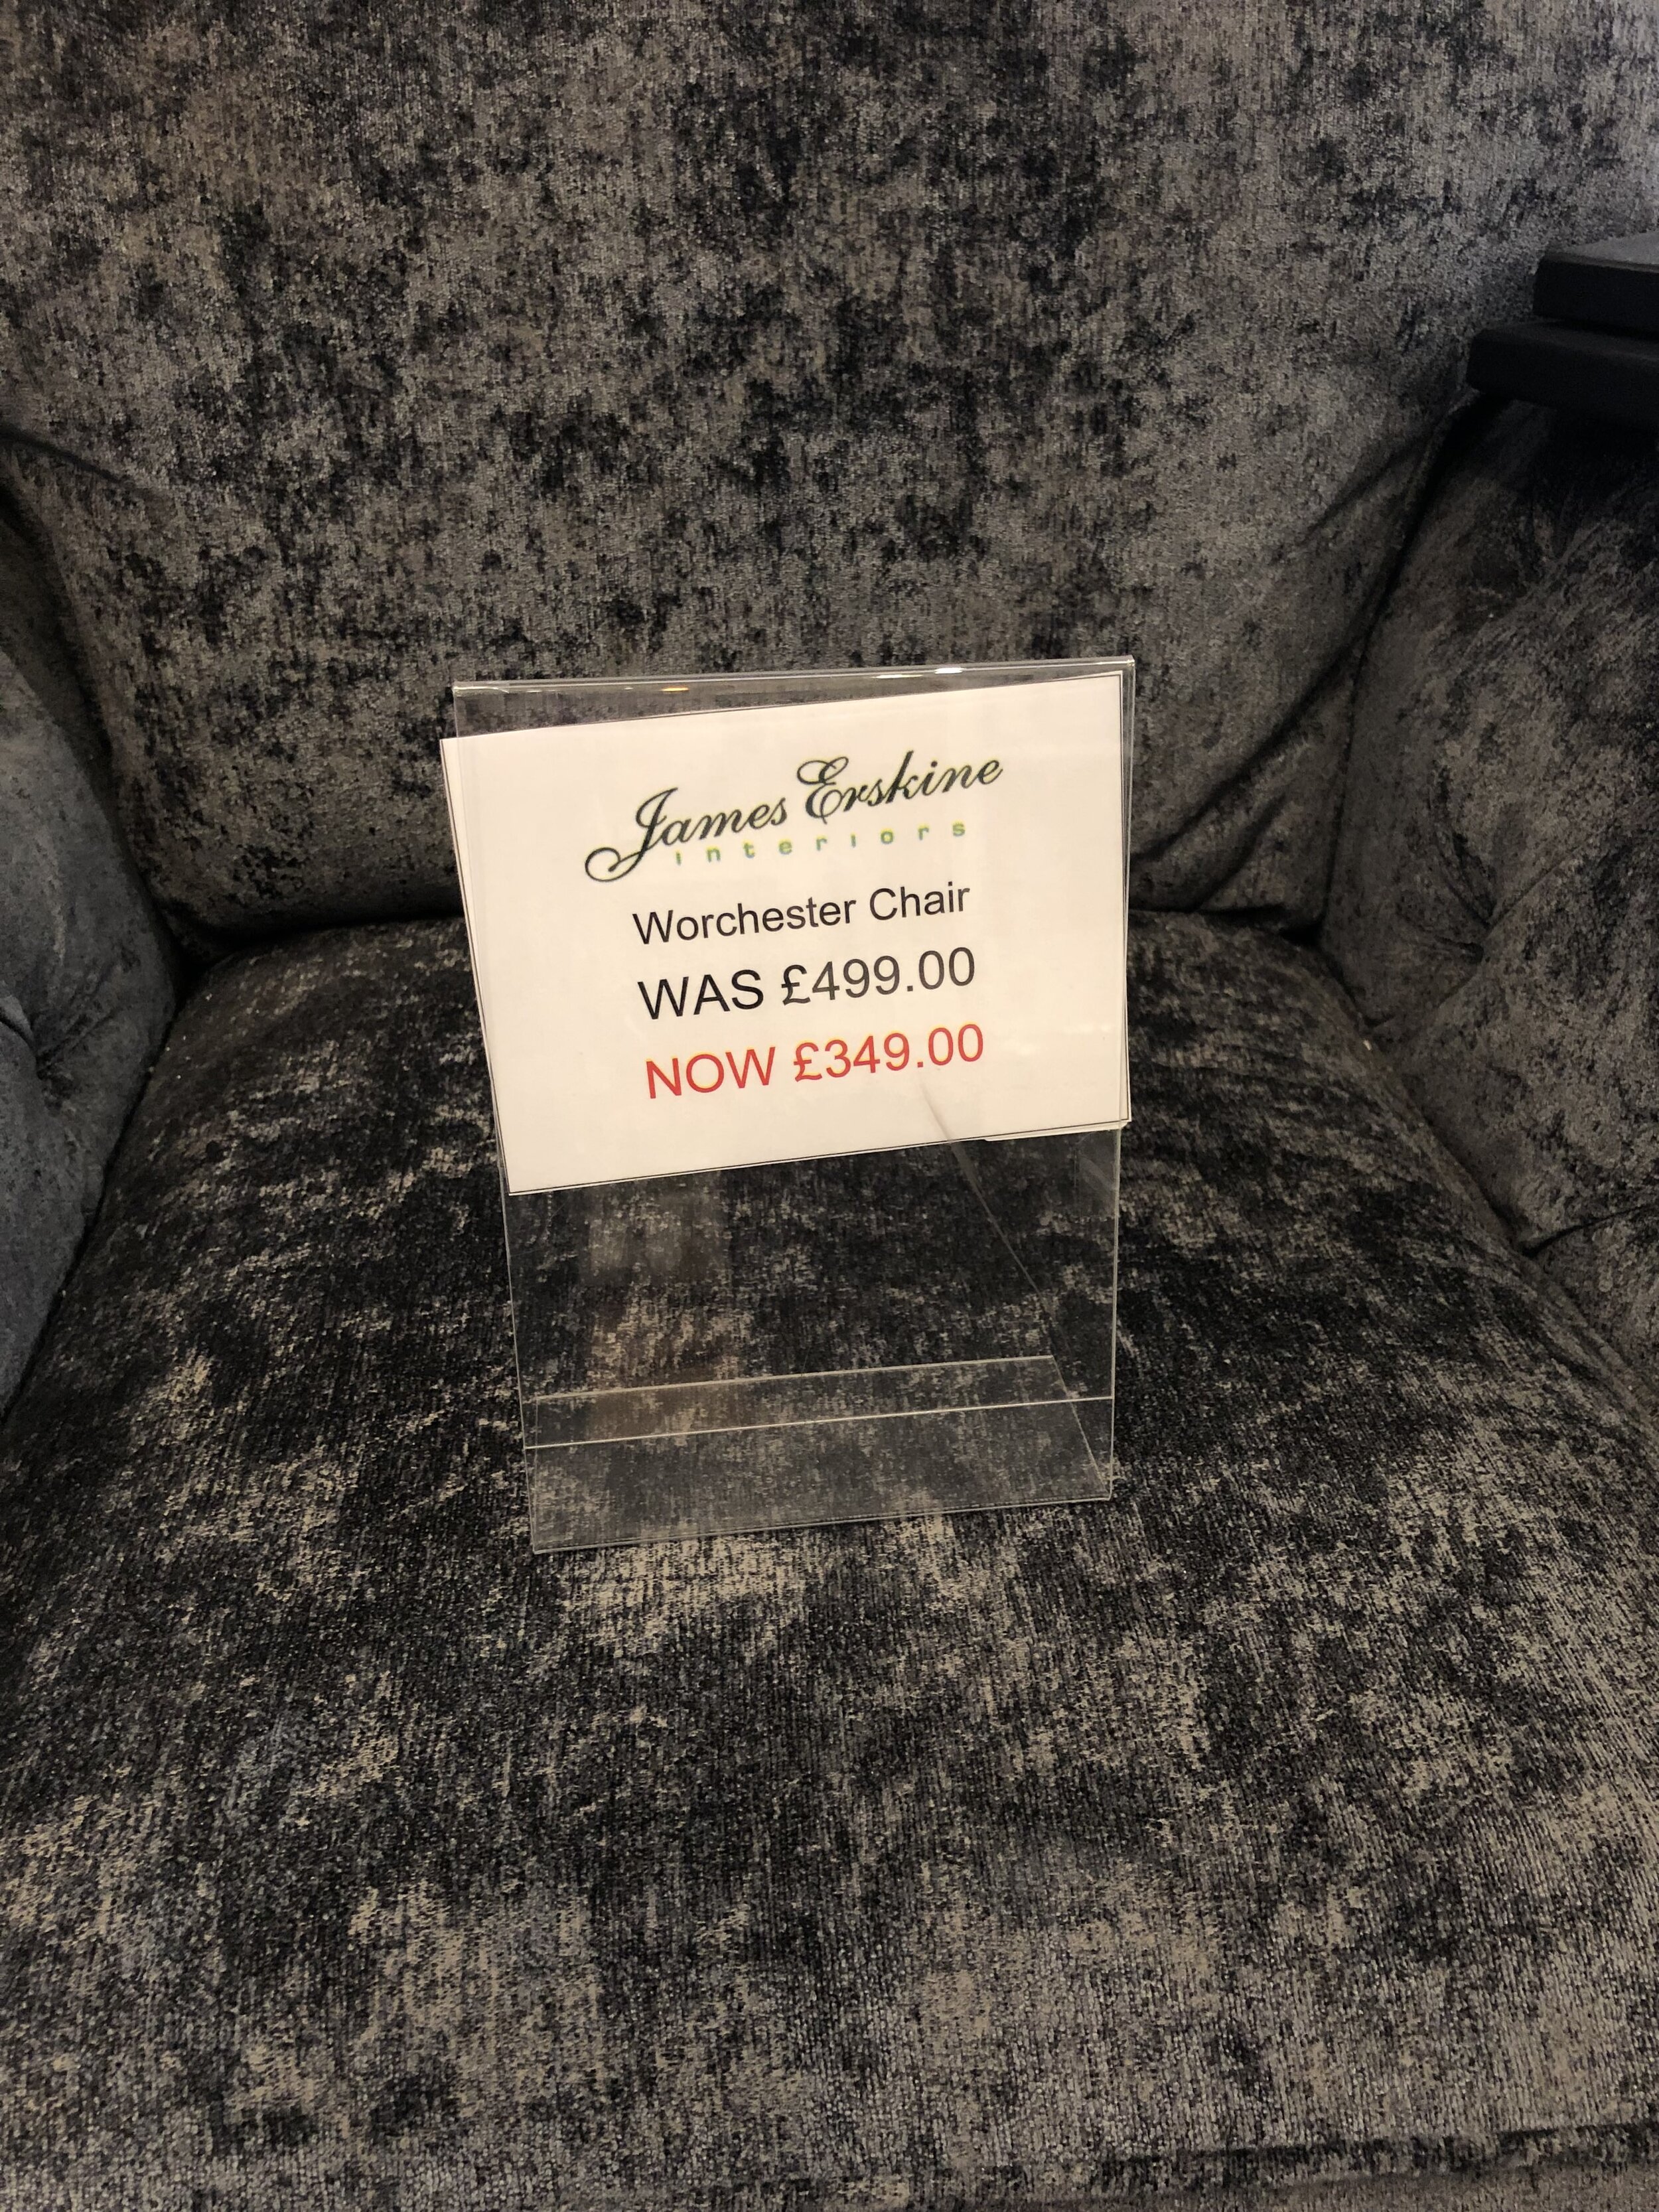 James Erskine
interiors
Worchester Chair
WAS £499.00
NOW £349.00